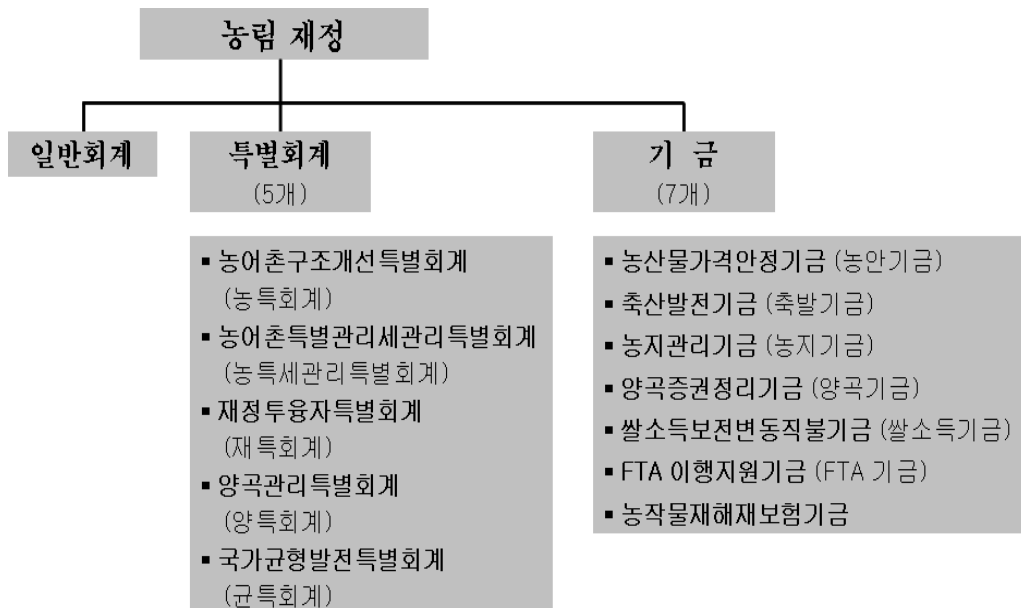 농림 재정
일반회계
특별회계
(5개)
기 금
(7개)
▪ 농어촌구조개선특별회계
(농특회계)
▪ 농어촌특별관리세관리특별회계
(농특세관리특별회계)
▪ 재정투융자특별회계
(재특회계)
▪ 양곡관리특별회계
(양특회계)
▪ 국가균형발전특별회계
(균특회계)
▪ 농산물가격안정기금 (농안기금)
▪ 축산발전기금 (축발기금)
▪ 농지관리기금 (농지기금)
▪ 양곡증권정리기금 (양곡기금)
▪ 쌀소득보전변동직불기금 (쌀소득기금)
▪ FTA 이행지원기금 (FTA 기금)
▪ 농작물재해재보험기금